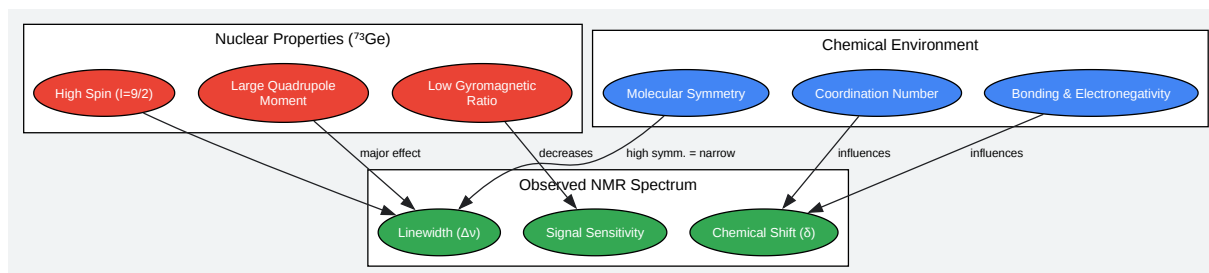 Nuclear Properties (⁷³Ge)
Chemical Environment
High Spin (I=9/2)
Large Quadrupole
Moment
Low Gyromagnetic
Ratio
Molecular Symmetry
Coordination Number
Bonding & Electronegativity
major effect
decreases
high symm. = narrow
influences
influences
Observed NMR Spectrum
Linewidth (Δν)
Signal Sensitivity
Chemical Shift (δ)